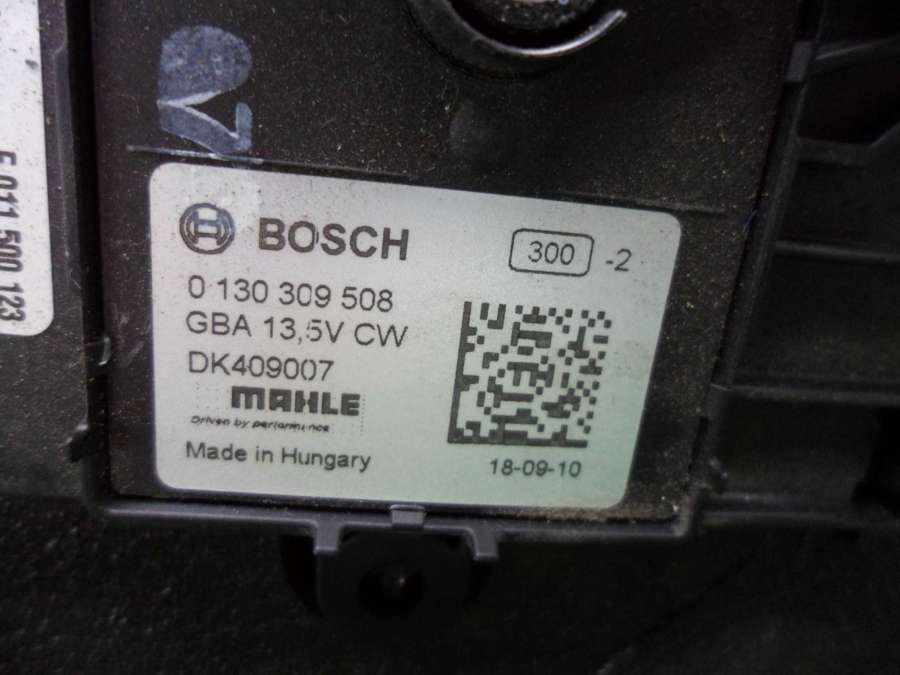 BOSCH
300 -2
0 130 309 508
GBA 13,5V CW
DK409007
MAHLE
Driven by performance
Made in Hungary
18-09-10
011 500 123